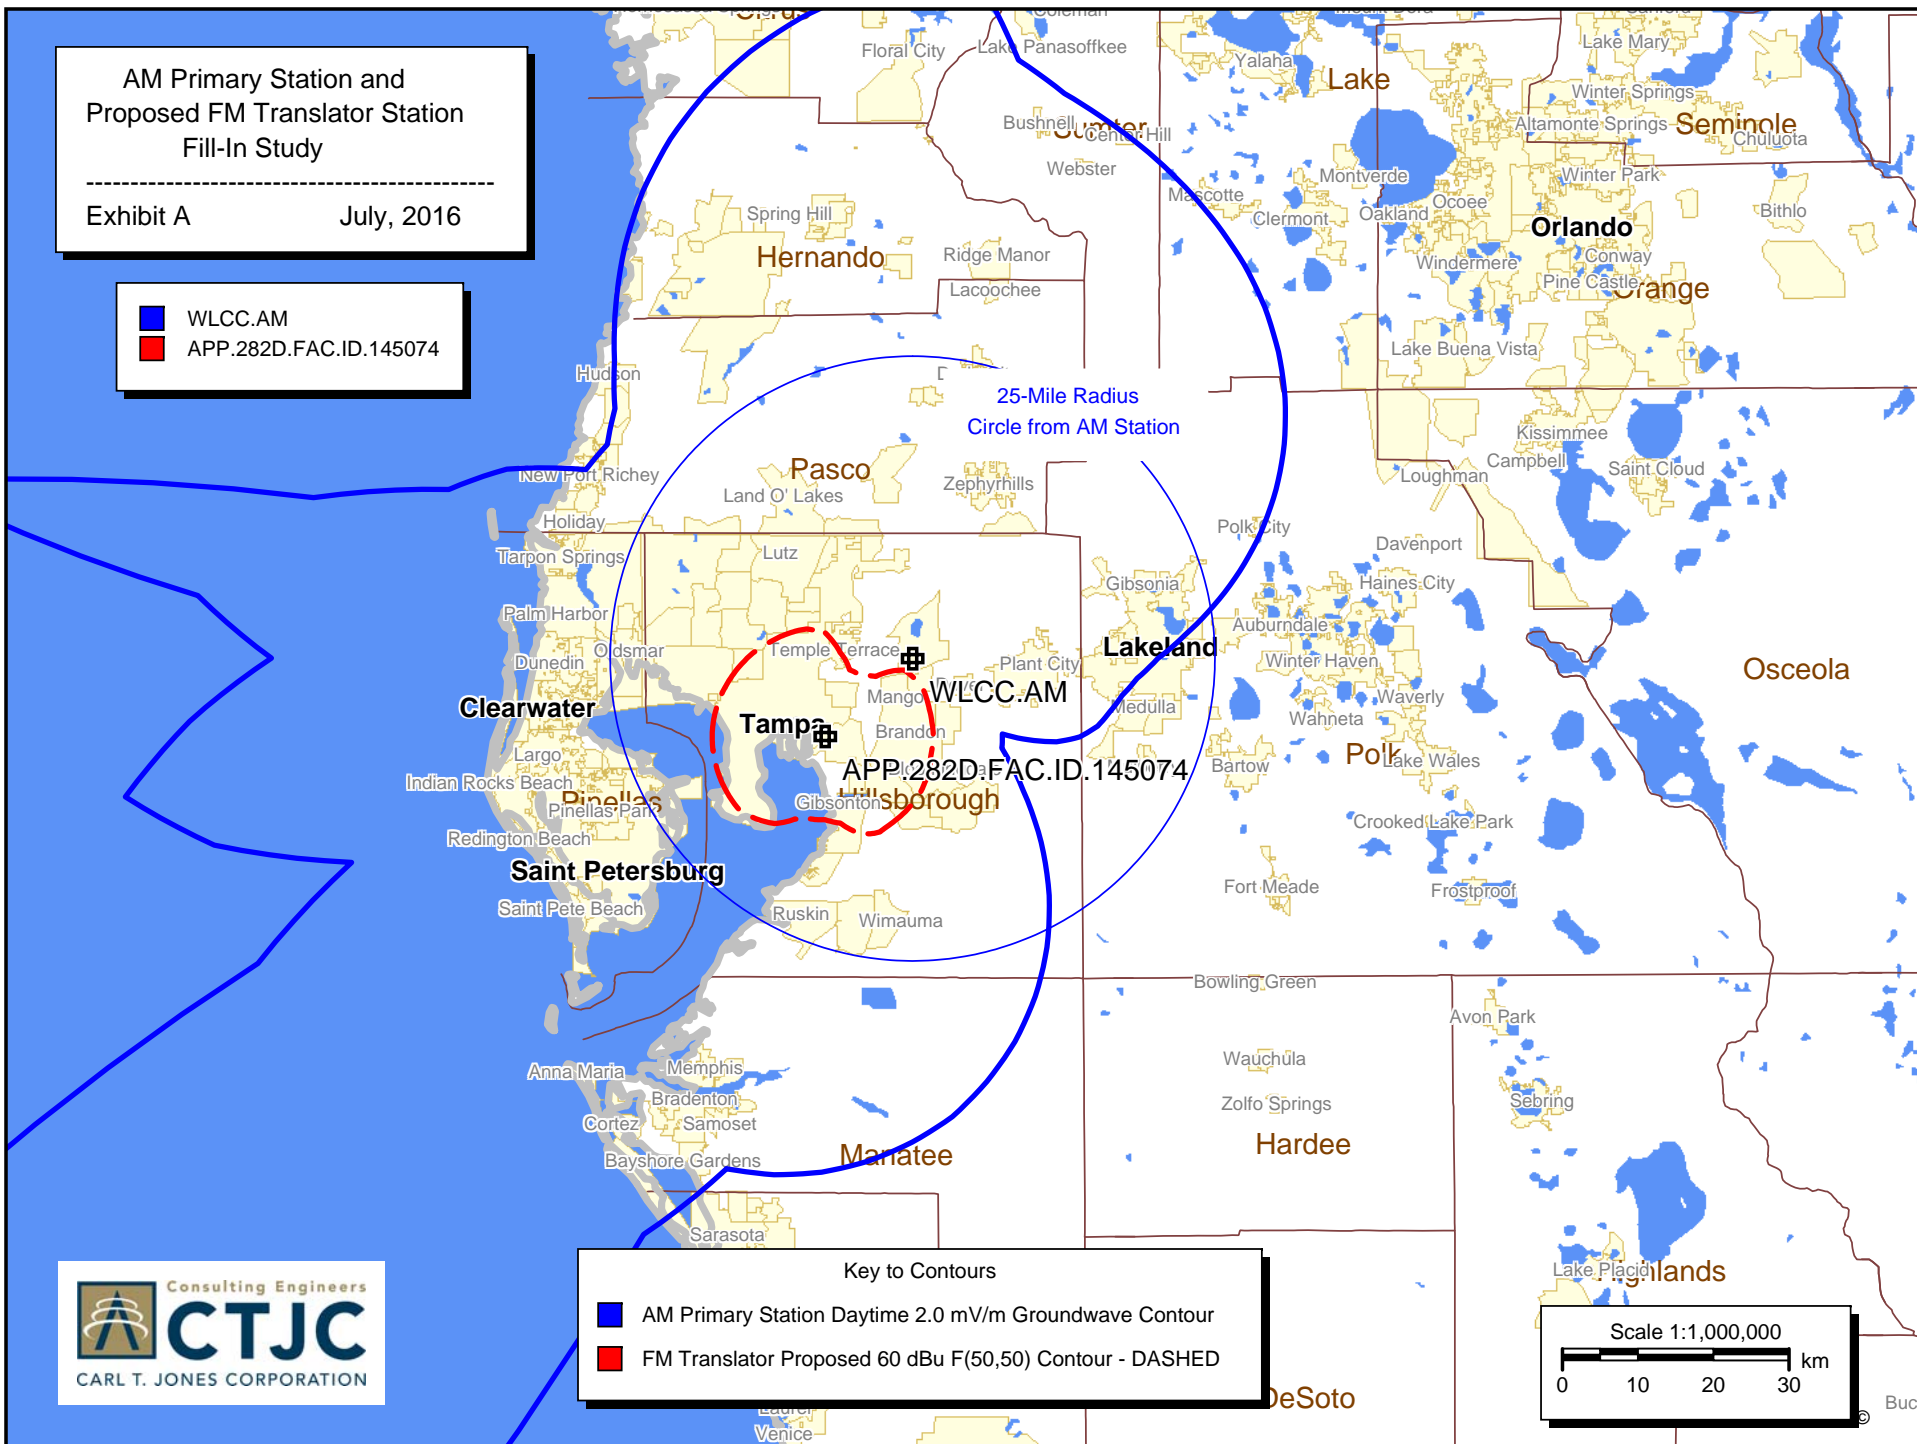 AM Primary Station and
Proposed FM Translator Station
Fill-In Study
Exhibit A July, 2016
WLCC.AM
APP.282D.FAC.ID.145074
Floral City
Lake Panasoffkee
Coleman
Yalaha
Lake
Lake Mary
Winter Springs
Bushnell
Sumter
Center Hill
Webster
Altamonte Springs
Seminole
Chuluota
Montverde
Winter Park
Mascotte
Clermont
Oakland
Ocoee
Bithlo
Orlando
Spring Hill
Hernando
Ridge Manor
Lacoochee
Windermere
Conway
Pine Castle
Orange
Hudson
Lake Buena Vista
25-Mile Radius
Circle from AM Station
Kissimmee
Campbell
Saint Cloud
Loughman
New Port Richey
Pasco
Land O' Lakes
Zephyrhills
Holiday
Polk City
Tarpon Springs
Lutz
Davenport
Gibsonia
Haines City
Palm Harbor
Auburndale
Dunedin
Oldsmar
Temple Terrace
Plant City
Lakeland
Winter Haven
Osceola
Clearwater
Mango
WLCC.AM
Medulla
Waverly
Wahneta
Tampa
Brandon
Largo
Polk
Lake Wales
Bartow
Indian Rocks Beach
APP.282D.FAC.ID.145074
Pinellas
Pinellas Park
Gibsonton
Hillsborough
Crooked Lake Park
Redington Beach
Saint Petersburg
Fort Meade
Frostproof
Saint Pete Beach
Ruskin
Wimauma
Bowling Green
Avon Park
Anna Maria
Memphis
Wauchula
Bradenton
Cortez
Samoset
Zolfo Springs
Sebring
Bayshore Gardens
Manatee
Hardee
Sarasota
Lake Placid
Highlands
Key to Contours
AM Primary Station Daytime 2.0 mV/m Groundwave Contour
FM Translator Proposed 60 dBu F(50,50) Contour - DASHED
Consulting Engineers
CTJC
CARL T. JONES CORPORATION
Scale 1:1,000,000
km
0 10 20 30
DeSoto
Venice
©